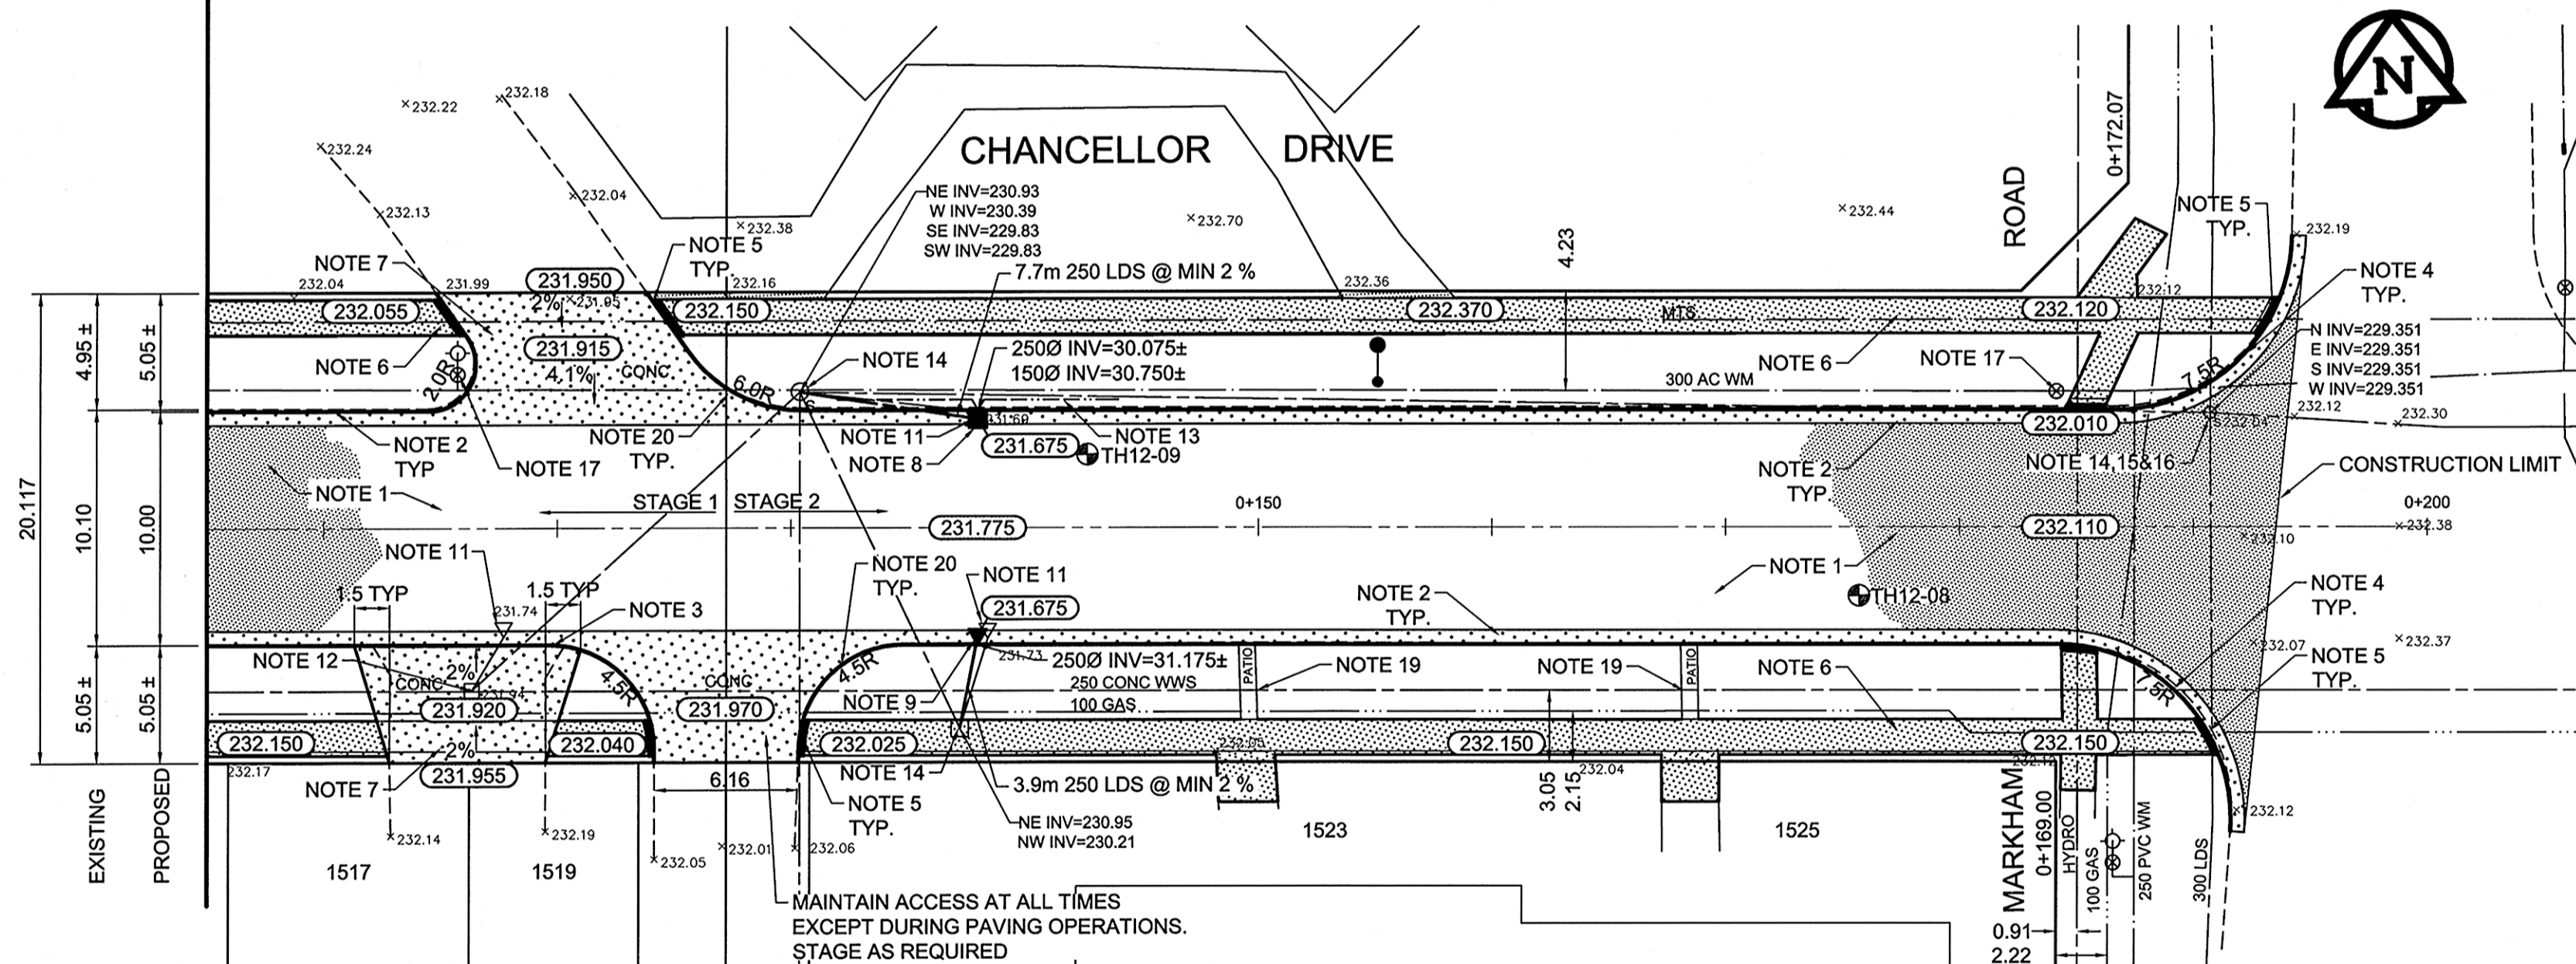 N
CHANCELLOR DRIVE
ROAD
0+172.07
232.22
232.18
232.24
232.13
232.04
232.38
232.70
232.44
NE INV=230.93
W INV=230.39
SE INV=229.83
SW INV=229.83
7.7m 250 LDS @ MIN 2 %
NOTE 5
TYP.
NOTE 5
TYP.
232.19
NOTE 4
TYP.
NOTE 7
232.04
231.99
231.950
2%
231.95
232.16
232.36
4.23
232.12
232.055
232.150
232.370
MTS
232.120
N INV=229.351
E INV=229.351
S INV=229.351
W INV=229.351
4.95 ±
5.05 ±
NOTE 6
231.915
4.1%
CONC
2.0R
6.0R
NOTE 14
250Ø INV=30.075±
150Ø INV=30.750±
300 AC WM
NOTE 6
NOTE 17
7.5R
NOTE 2
TYP
NOTE 17
NOTE 20
TYP.
NOTE 11
NOTE 8
231.69
231.675
NOTE 13
TH12-09
NOTE 2
TYP.
232.010
NOTE 14,15&16
232.04
232.12
232.30
CONSTRUCTION LIMIT
NOTE 1
STAGE 1
STAGE 2
231.775
0+150
232.110
0+200
232.38
232.10
20.117
10.10
10.00
NOTE 11
1.5 TYP
1.5 TYP
231.74
NOTE 3
NOTE 20
TYP.
NOTE 11
231.675
NOTE 2
TYP.
NOTE 1
TH12-08
NOTE 4
TYP.
232.07
232.37
NOTE 5
TYP.
NOTE 12
2%
CONC
231.94
231.920
4.5R
CONC
231.970
4.5R
NOTE 9
231.73
250Ø INV=31.175±
250 CONC WWS
100 GAS
PATIO
NOTE 19
NOTE 19
PATIO
NOTE 6
7.5R
5.05 ±
5.05 ±
232.150
2%
232.040
232.025
232.05
232.150
232.150
232.17
NOTE 7
231.955
6.16
NOTE 14
3.9m 250 LDS @ MIN 2 %
NOTE 5
TYP.
3.05
2.15
232.04
232.12
232.12
EXISTING
PROPOSED
232.14
232.19
232.05
232.01
232.06
NE INV=230.95
NW INV=230.21
1517
1519
1523
1525
MARKHAM
0+169.00
HYDRO
100 GAS
250 PVC WM
300 LDS
MAINTAIN ACCESS AT ALL TIMES
EXCEPT DURING PAVING OPERATIONS.
STAGE AS REQUIRED
0.91
2.22